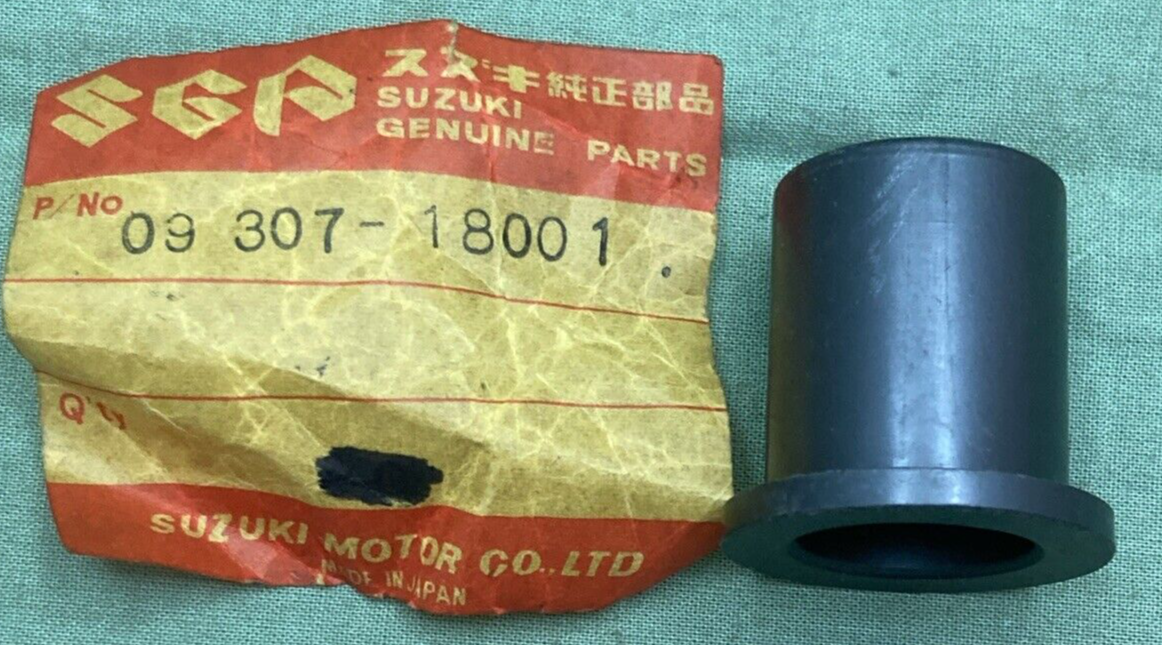 SGP
スズキ純正部品
SUZUKI
GENUINE PARTS
P/No 09 307- 18001 .
Q'ty
SUZUKI MOTOR CO.,LTD
MADE IN JAPAN